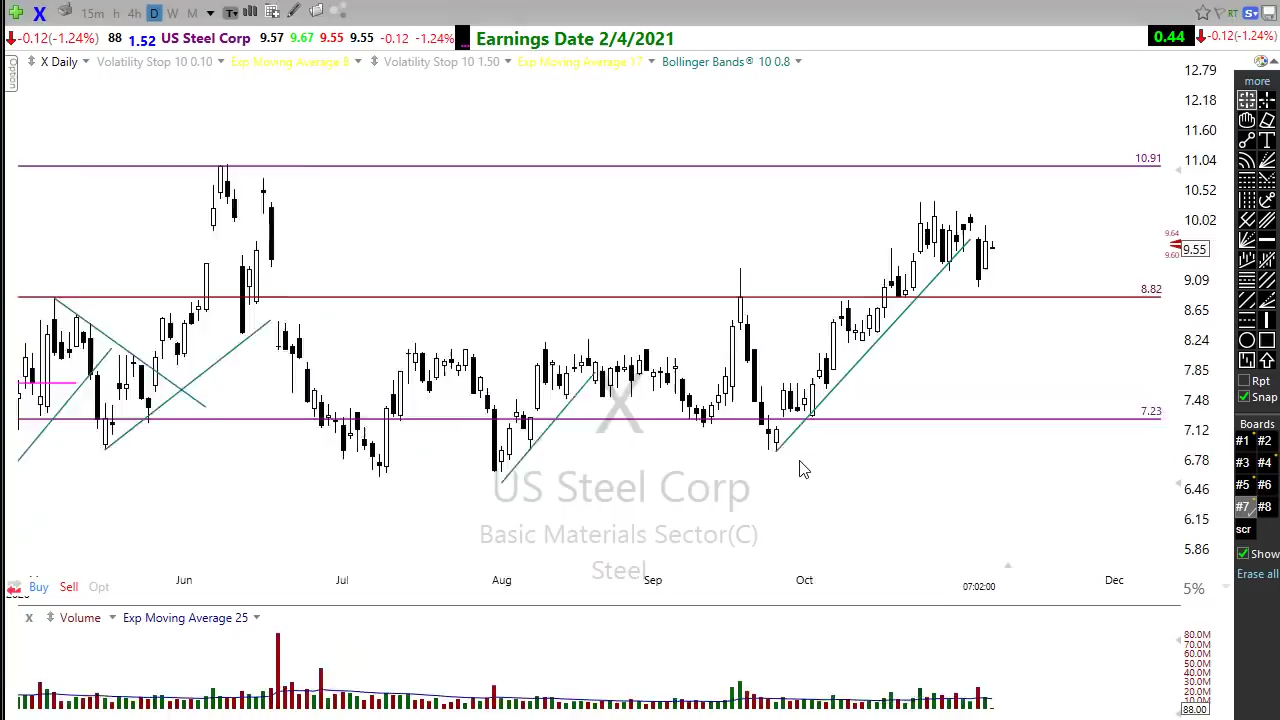 X 15m h 4h D W M T
-0.12(-1.24%) 88 1.52 US Steel Corp 9.57 9.67 9.55 9.55 -0.12 -1.24% Earnings Date 2/4/2021 0.44 -0.12(-1.24%)
Option X Daily Volatility Stop 10 0.10 Exp Moving Average 8 Volatility Stop 10 1.50 Exp Moving Average 17 Bollinger Bands® 10 0.8
RT S
more
12.79
12.18
11.60
10.91 11.04
10.52
10.02
9.64
9.55
9.60
9.09
8.82
8.65
8.24
7.85
7.48
7.23
7.12
6.78
6.46
6.15
5.86
X
US Steel Corp
Basic Materials Sector(C)
Steel
Jun Jul Aug Sep Oct Dec
07:02:00
Buy Sell Opt 5%
X Volume Exp Moving Average 25
80.0M
70.0M
60.0M
50.0M
40.0M
30.0M
20.0M
10.0M
88.00
T
Rpt
Snap
Boards
#1 #2
#3 #4
#5 #6
#7 #8
scr
Show
Erase all